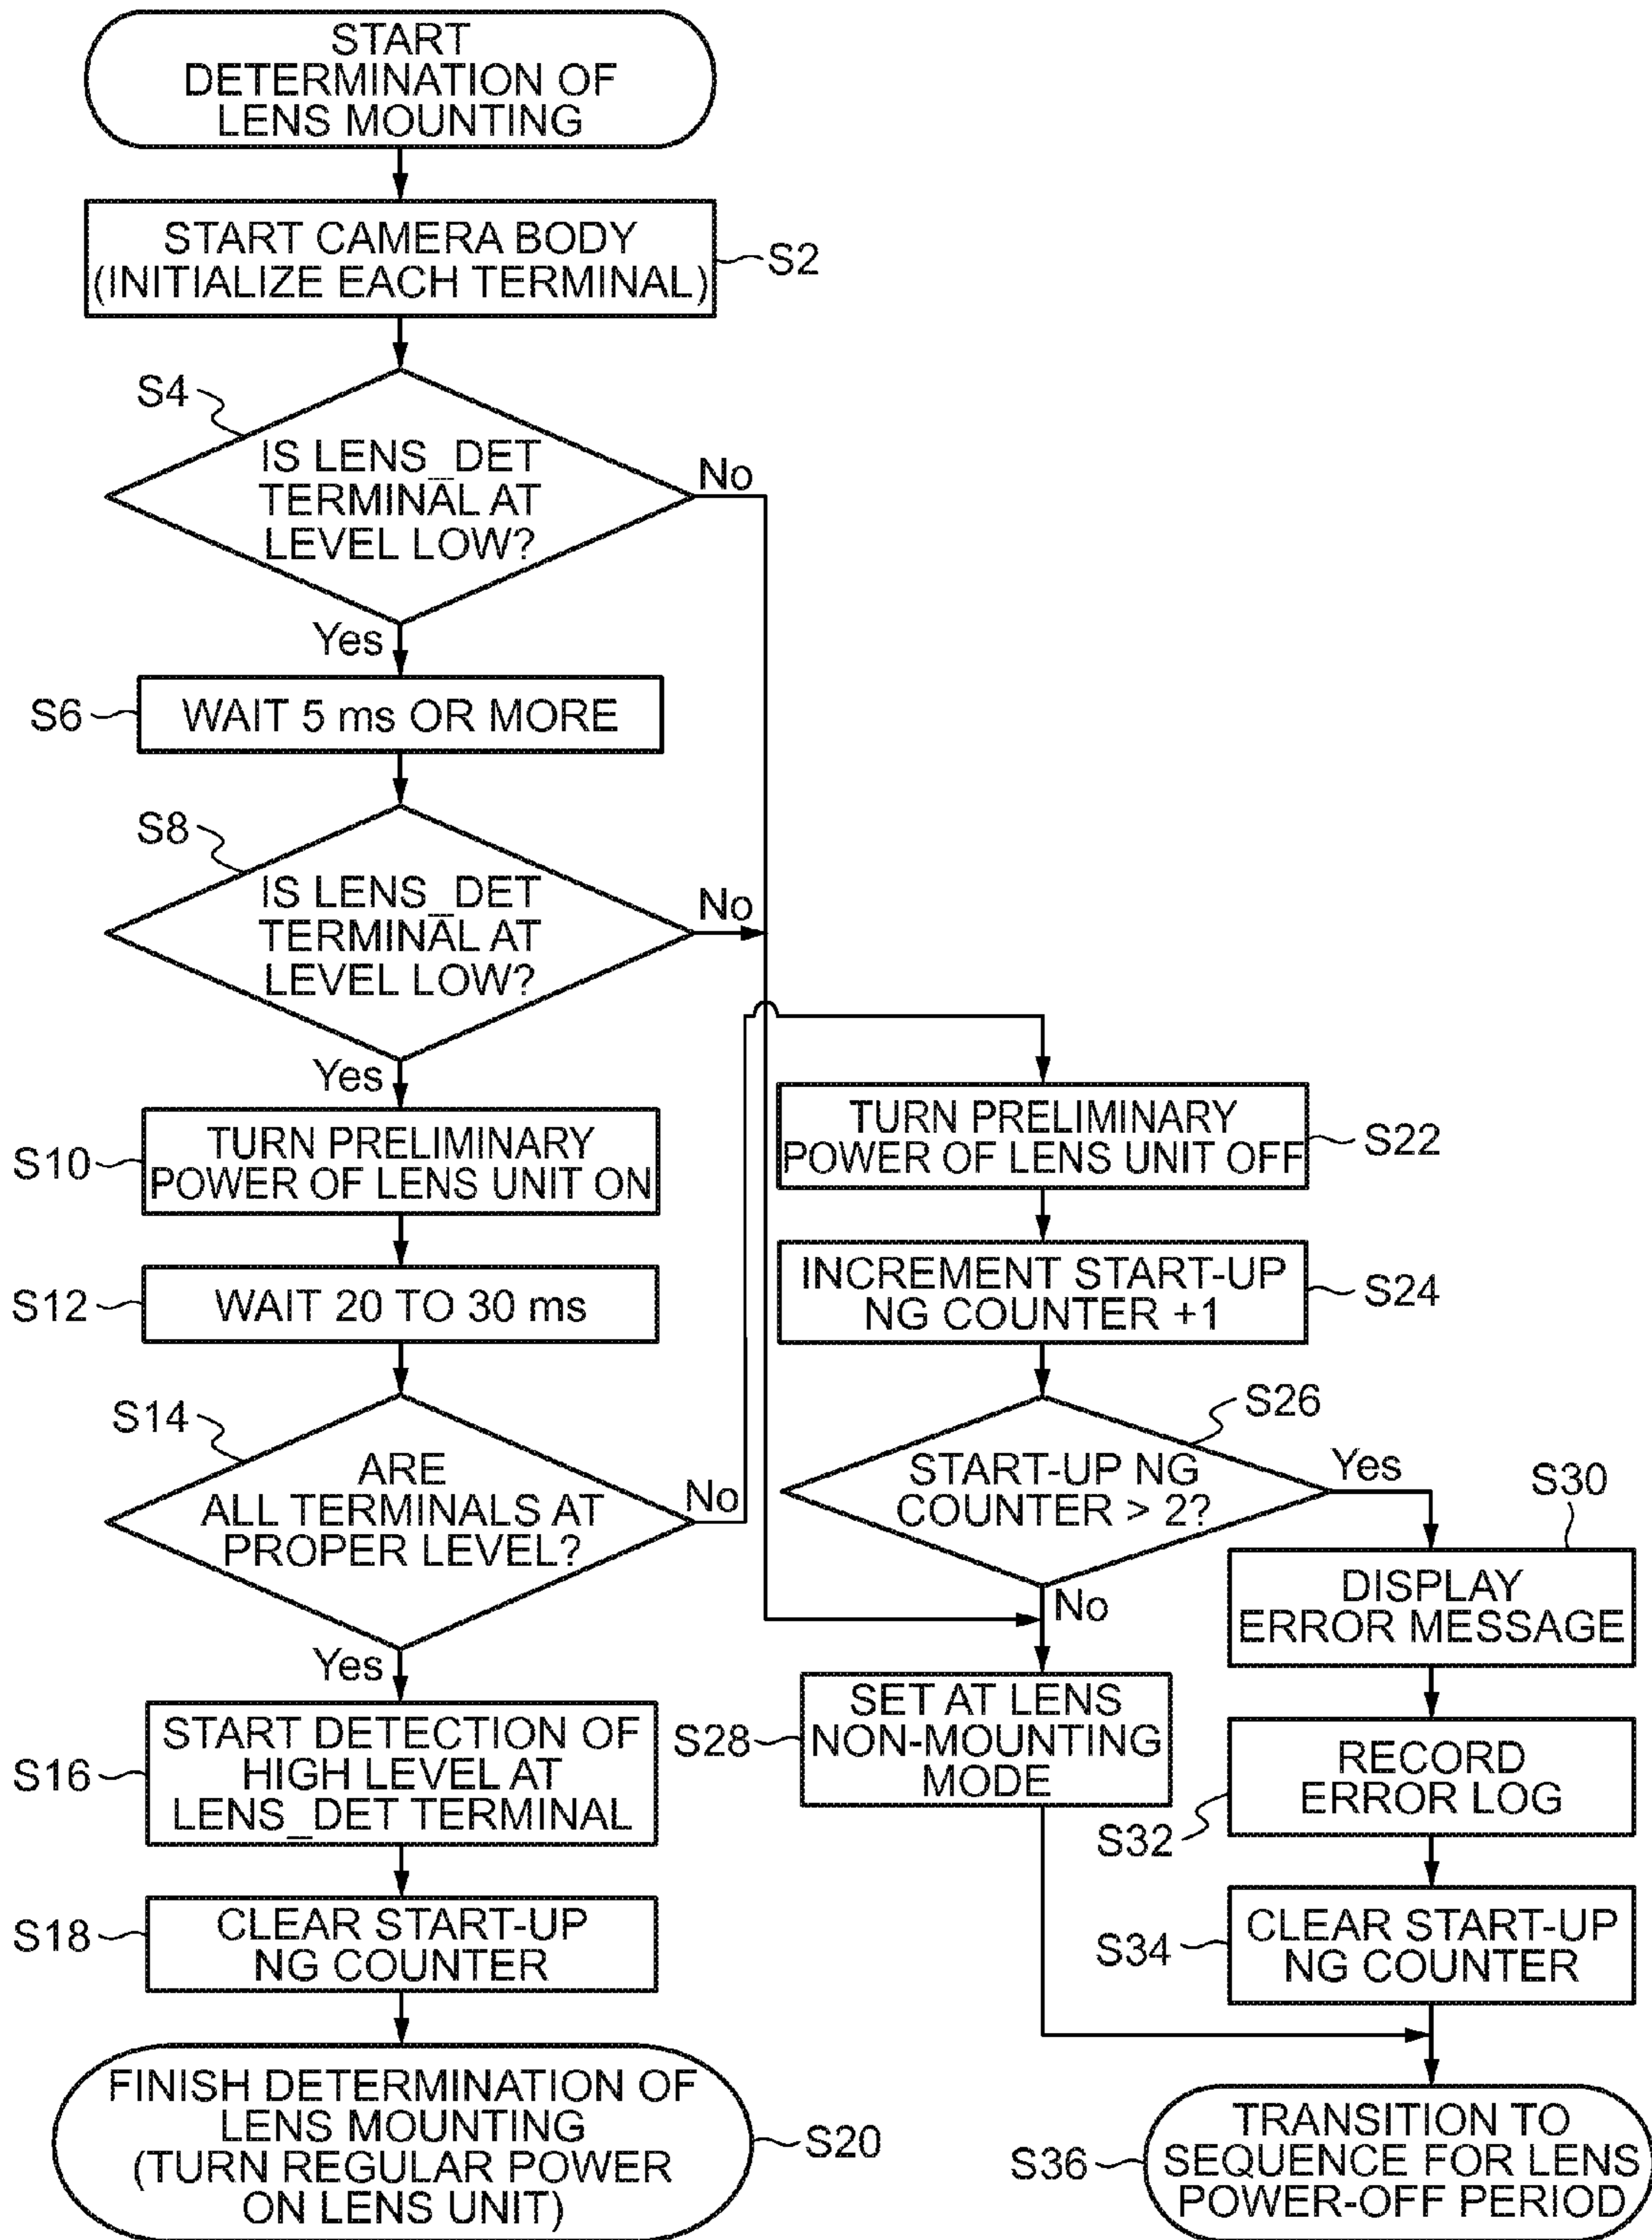 START
DETERMINATION OF
LENS MOUNTING
START CAMERA BODY
(INITIALIZE EACH TERMINAL)
S2
S4
IS LENS_DET
TERMINAL AT
LEVEL LOW?
No
Yes
S6
WAIT 5 ms OR MORE
S8
IS LENS_DET
TERMINAL AT
LEVEL LOW?
No
Yes
S10
TURN PRELIMINARY
POWER OF LENS UNIT ON
S12
WAIT 20 TO 30 ms
S14
ARE
ALL TERMINALS AT
PROPER LEVEL?
No
Yes
S16
START DETECTION OF
HIGH LEVEL AT
LENS_DET TERMINAL
S18
CLEAR START-UP
NG COUNTER
FINISH DETERMINATION OF
LENS MOUNTING
(TURN REGULAR POWER
ON LENS UNIT)
S20
TURN PRELIMINARY
POWER OF LENS UNIT OFF
S22
INCREMENT START-UP
NG COUNTER +1
S24
S26
START-UP NG
COUNTER > 2?
Yes
No
S28
SET AT LENS
NON-MOUNTING
MODE
S30
DISPLAY
ERROR MESSAGE
RECORD
ERROR LOG
S32
S34
CLEAR START-UP
NG COUNTER
S36
TRANSITION TO
SEQUENCE FOR LENS
POWER-OFF PERIOD